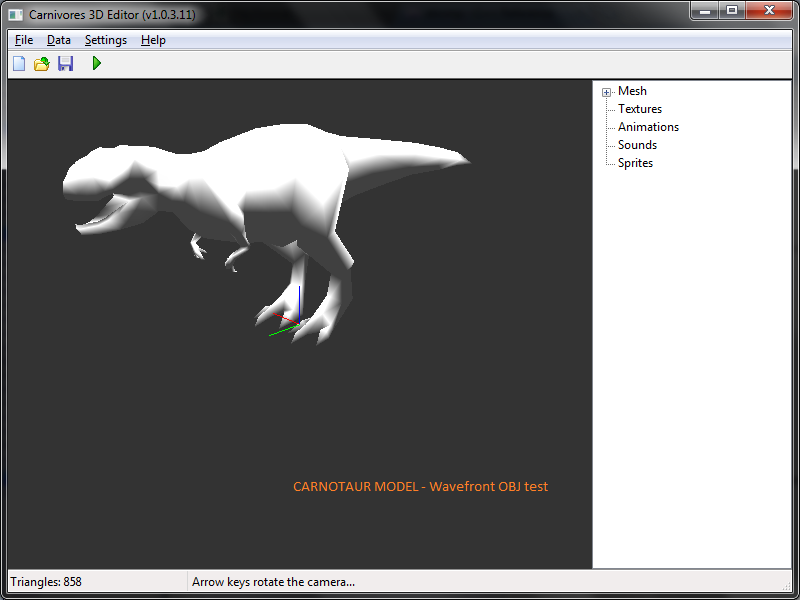 Carnivores 3D Editor (v1.0.3.11)
File Data Settings Help
Mesh
Textures
Animations
Sounds
Sprites
CARNOTAUR MODEL - Wavefront OBJ test
Triangles: 858
Arrow keys rotate the camera...